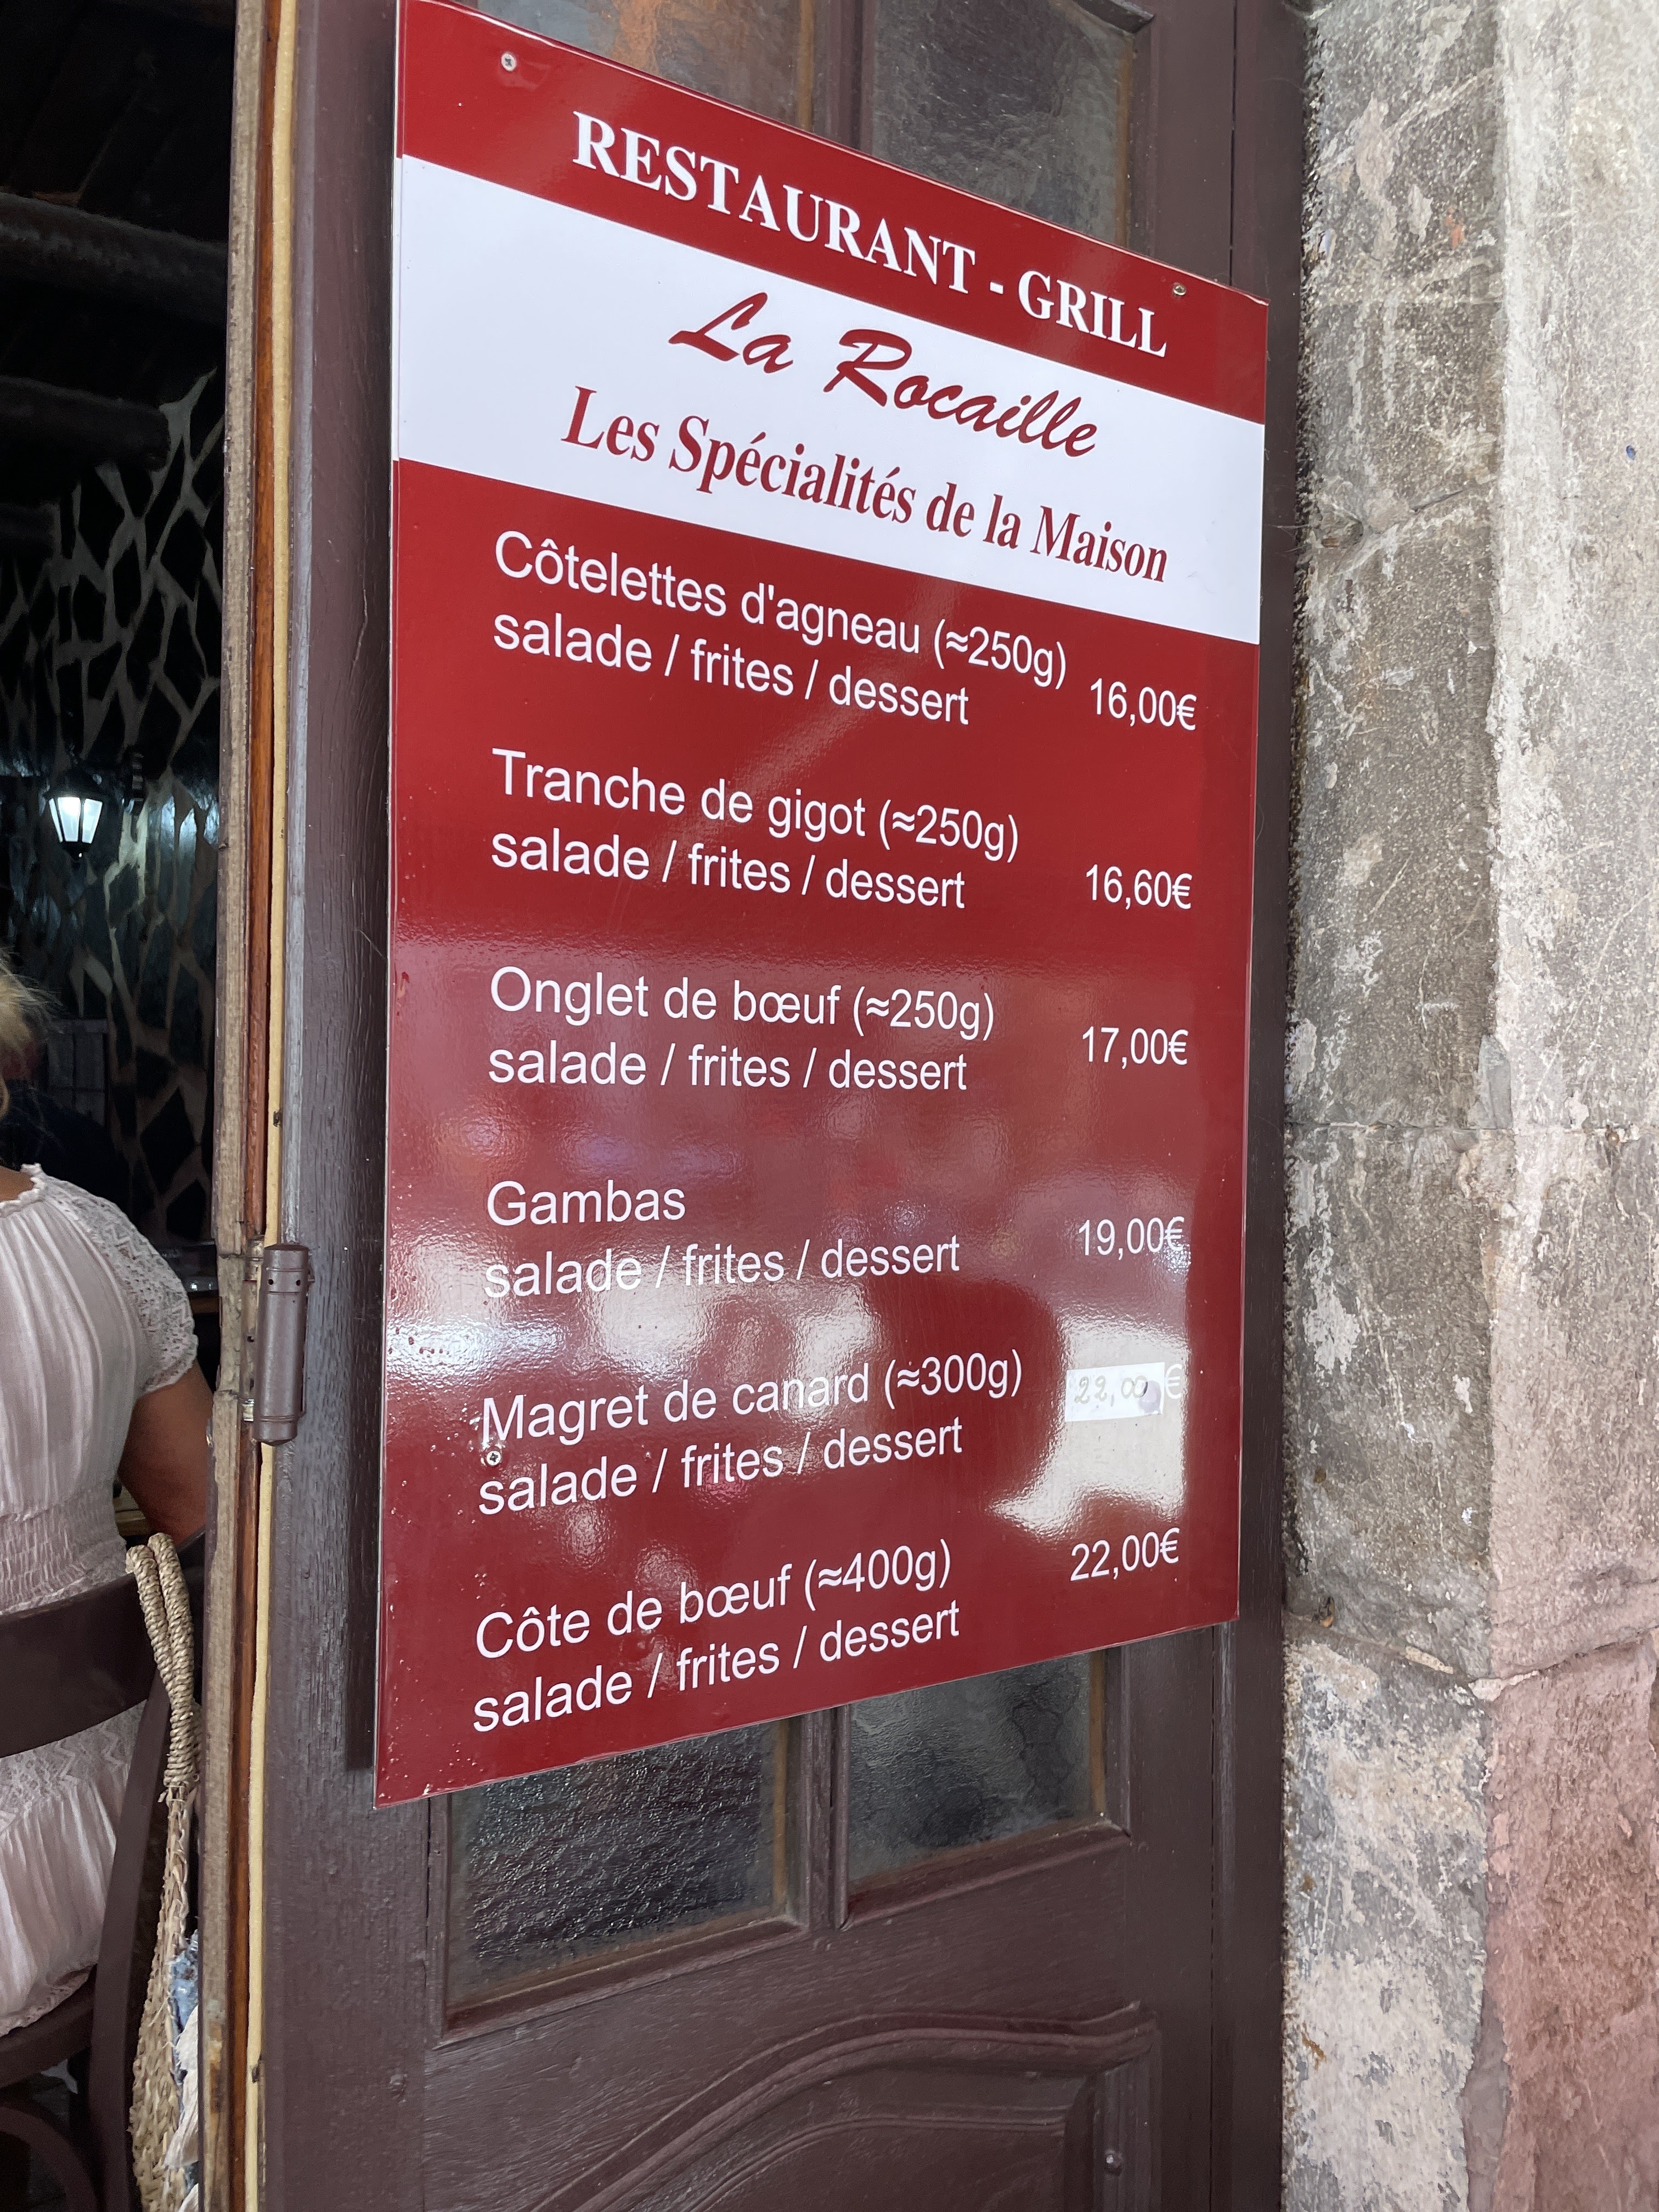 RESTAURANT - GRILL
La Rocaille
Les Spécialités de la Maison
Côtelettes d'agneau (≈250g)
salade / frites / dessert 16,00€
Tranche de gigot (≈250g)
salade / frites / dessert 16,60€
Onglet de bœuf (≈250g)
salade / frites / dessert 17,00€
Gambas
salade / frites / dessert 19,00€
Magret de canard (≈300g) 22,00€
salade / frites / dessert
Côte de bœuf (≈400g) 22,00€
salade / frites / dessert